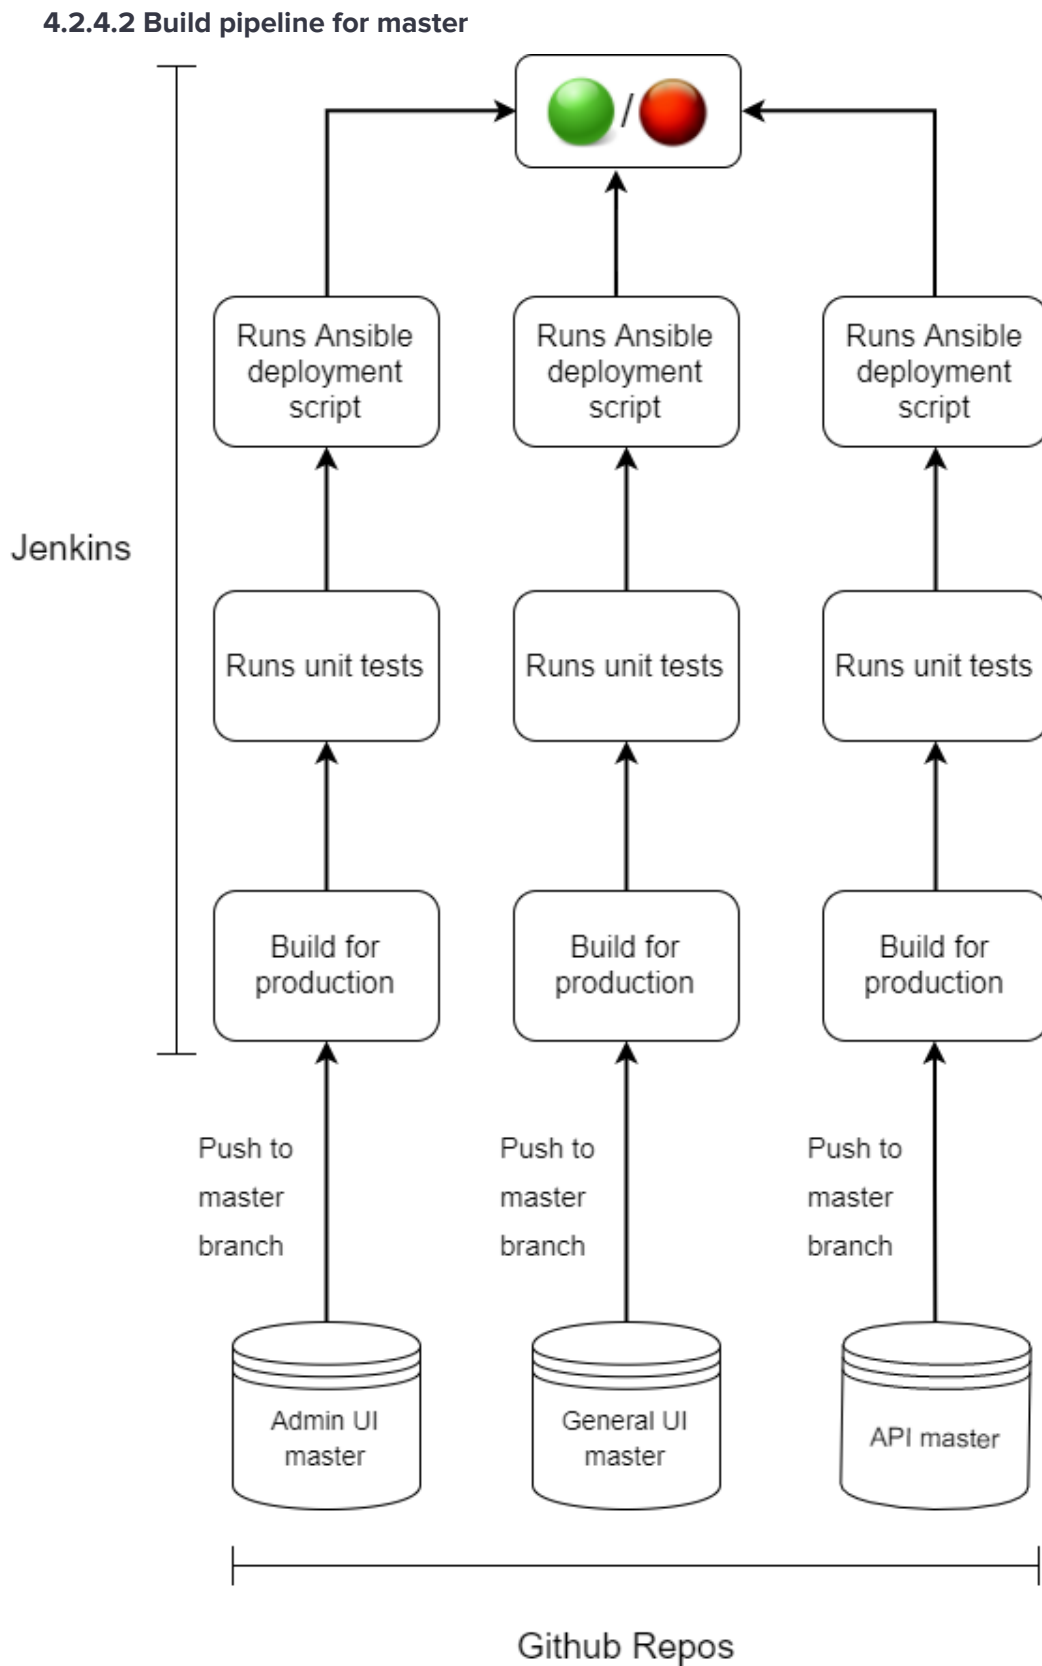 4.2.4.2 Build pipeline for master
/
Runs Ansible
deployment
script
Runs Ansible
deployment
script
Runs Ansible
deployment
script
Jenkins
Runs unit tests
Runs unit tests
Runs unit tests
Build for
production
Build for
production
Build for
production
Push to
master
branch
Push to
master
branch
Push to
master
branch
Admin UI
master
General UI
master
API master
Github Repos